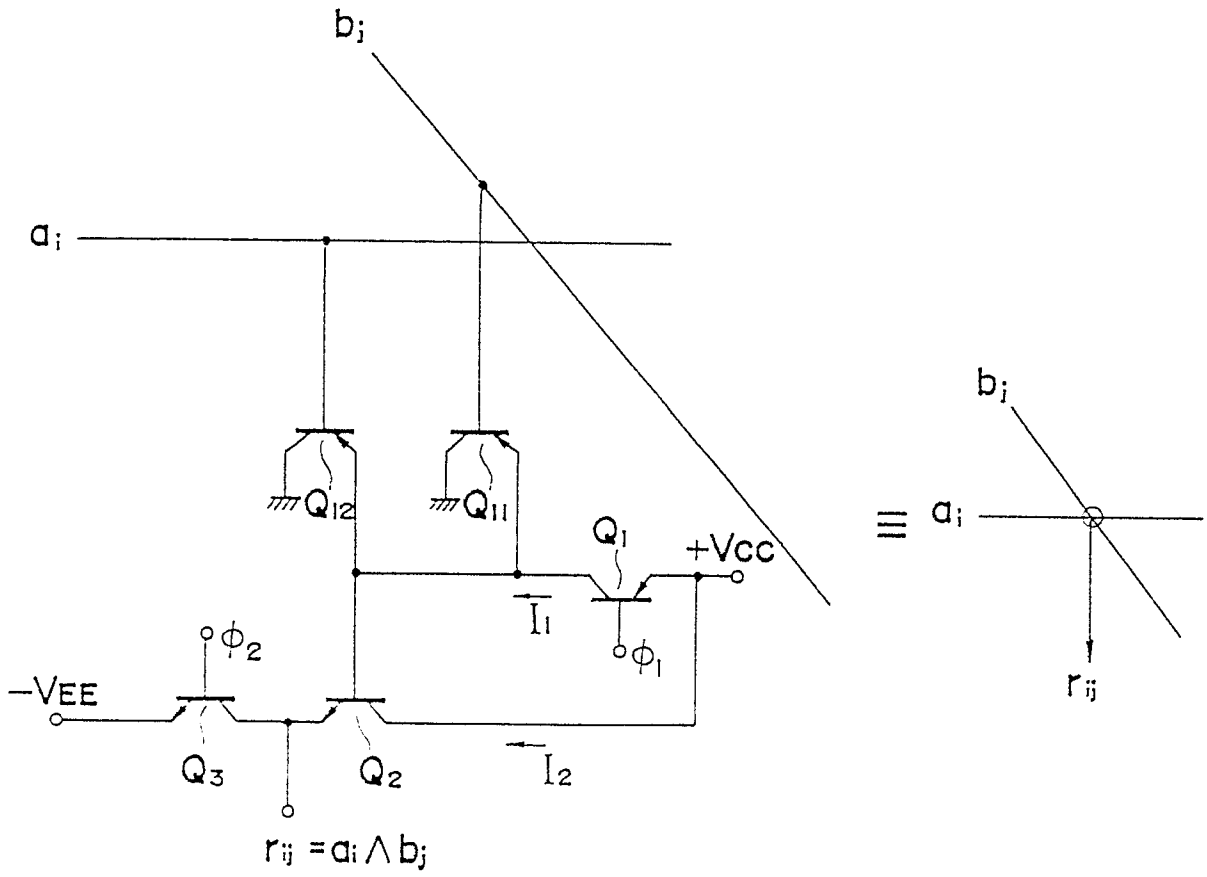 bj
ai
Q12
Q11
Q1
+VCC
I1
ϕ1
ϕ2
−VEE
Q3
Q2
I2
rij = ai ∧ bj
≡
bj
ai
rij